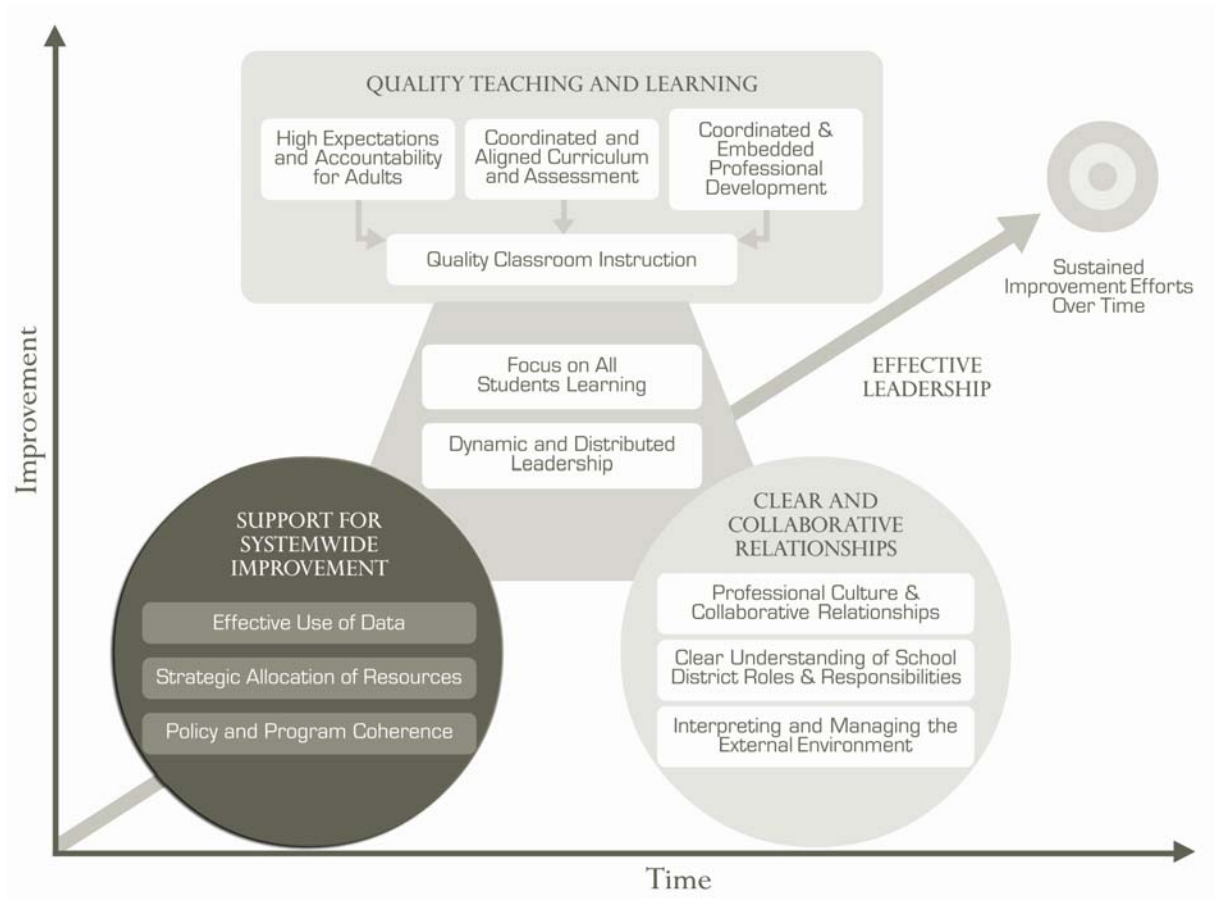 QUALITY TEACHING AND LEARNING
High Expectations
and Accountability
for Adults
Coordinated and
Aligned Curriculum
and Assessment
Coordinated &
Embedded
Professional
Development
Quality Classroom Instruction
Sustained
Improvement Efforts
Over Time
Focus on All
Students Learning
EFFECTIVE
LEADERSHIP
Dynamic and Distributed
Leadership
Improvement
SUPPORT FOR
SYSTEMWIDE
IMPROVEMENT
Effective Use of Data
Strategic Allocation of Resources
Policy and Program Coherence
CLEAR AND
COLLABORATIVE
RELATIONSHIPS
Professional Culture &
Collaborative Relationships
Clear Understanding of School
District Roles & Responsibilities
Interpreting and Managing the
External Environment
Time